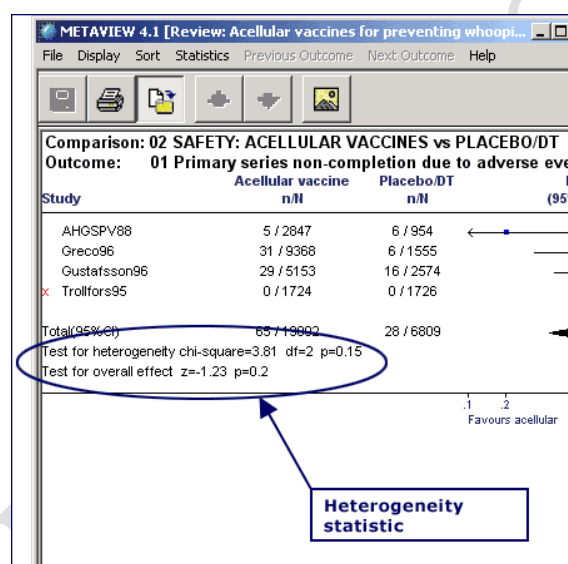 METAVIEW 4.1 [Review: Acellular vaccines for preventing whoopi...
File Display Sort Statistics Previous Outcome Next Outcome Help
Comparison: 02 SAFETY: ACELLULAR VACCINES vs PLACEBO/DT
Outcome: 01 Primary series non-completion due to adverse eve
Acellular vaccine Placebo/DT
Study n/N n/N (95
AHGSPV88 5 / 2847 6 / 954
Greco96 31 / 9368 6 / 1555
Gustafsson96 29 / 5153 16 / 2574
x Trollfors95 0 / 1724 0 / 1726
Total(95%CI) 65 / 19092 28 / 6809
Test for heterogeneity chi-square=3.81 df=2 p=0.15
Test for overall effect z=-1.23 p=0.2
.1 .2
Favours acellular
Heterogeneity
statistic